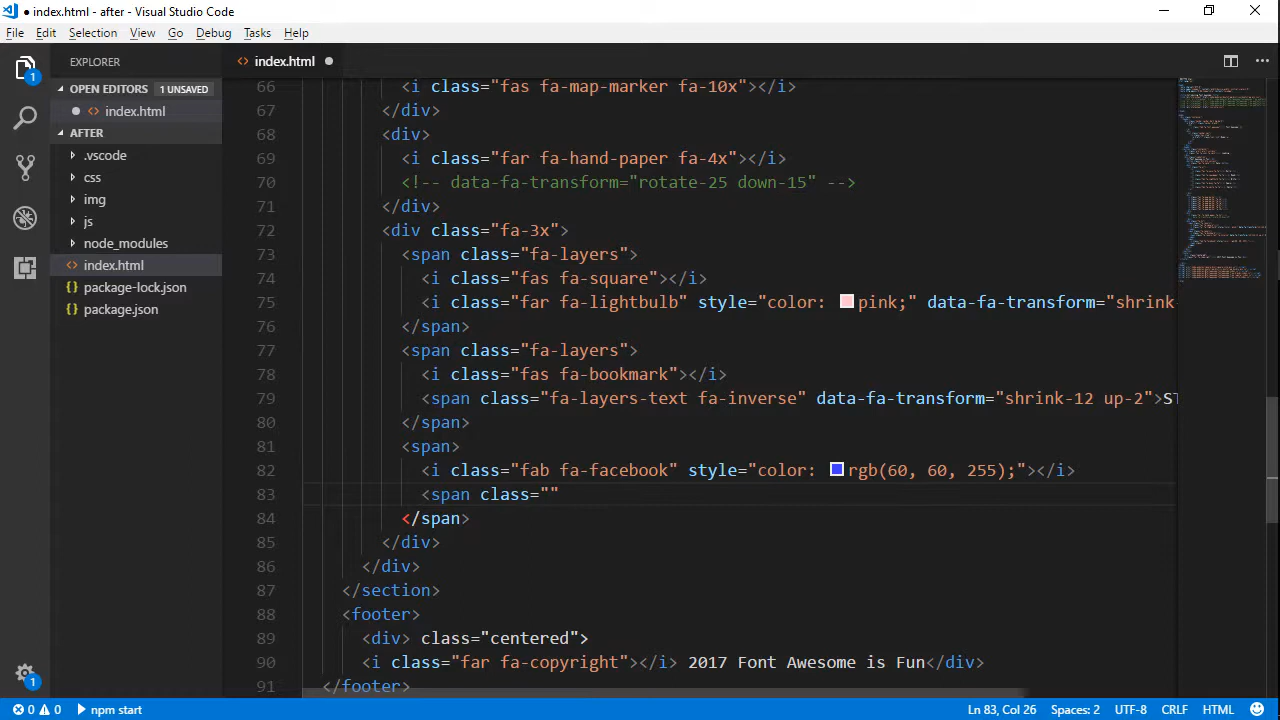 index.html - after - Visual Studio Code
File Edit Selection View Go Debug Tasks Help
EXPLORER
OPEN EDITORS 1 UNSAVED
index.html
AFTER
.vscode
css
img
js
node_modules
index.html
package-lock.json
package.json
1
1
index.html
66 <i class="fas fa-map-marker fa-10x"></i>
67 </div>
68 <div>
69 <i class="far fa-hand-paper fa-4x"></i>
70 <!-- data-fa-transform="rotate-25 down-15" -->
71 </div>
72 <div class="fa-3x">
73 <span class="fa-layers">
74 <i class="fas fa-square"></i>
75 <i class="far fa-lightbulb" style="color: pink;" data-fa-transform="shrink-
76 </span>
77 <span class="fa-layers">
78 <i class="fas fa-bookmark"></i>
79 <span class="fa-layers-text fa-inverse" data-fa-transform="shrink-12 up-2">ST
80 </span>
81 <span>
82 <i class="fab fa-facebook" style="color: rgb(60, 60, 255);"></i>
83 <span class=""
84 </span>
85 </div>
86 </div>
87 </section>
88 <footer>
89 <div> class="centered">
90 <i class="far fa-copyright"></i> 2017 Font Awesome is Fun</div>
91 </footer>
0 0 npm start Ln 83, Col 26 Spaces: 2 UTF-8 CRLF HTML